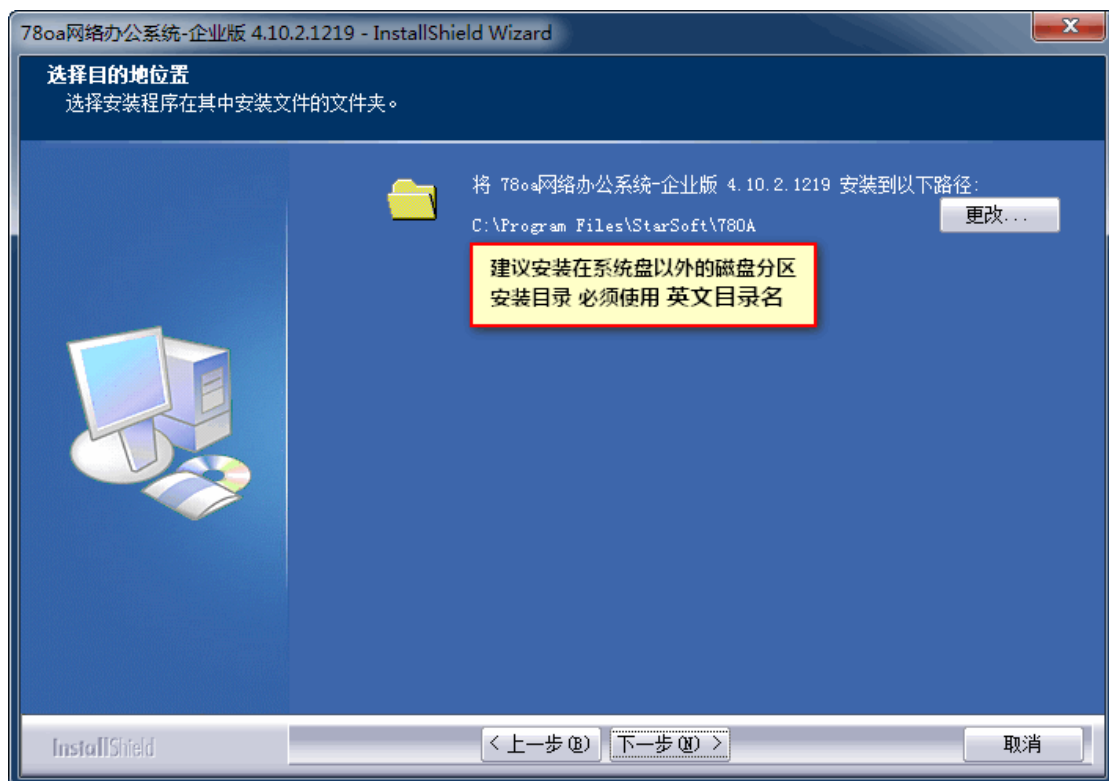 78oa网络办公系统-企业版 4.10.2.1219 - InstallShield Wizard
选择目的地位置
选择安装程序在其中安装文件的文件夹。
将 78oa网络办公系统-企业版 4.10.2.1219 安装到以下路径:
更改...
C:\Program Files\StarSoft\78OA
建议安装在系统盘以外的磁盘分区
安装目录 必须使用 英文目录名
InstallShield
< 上一步(B)
下一步(N) >
取消